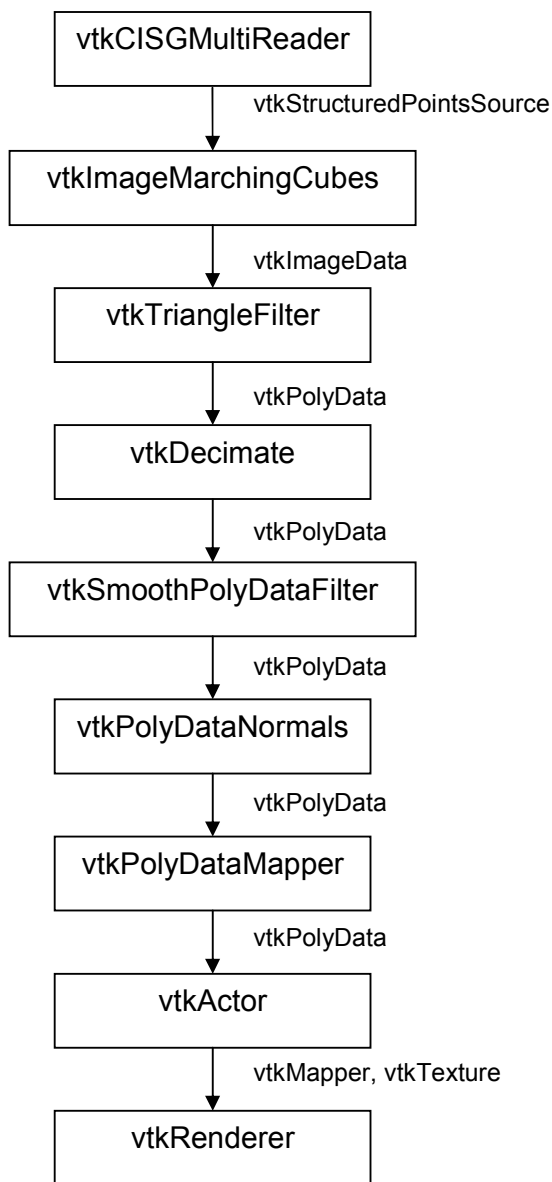 vtkCISGMultiReader
vtkStructuredPointsSource
vtkImageMarchingCubes
vtkImageData
vtkTriangleFilter
vtkPolyData
vtkDecimate
vtkPolyData
vtkSmoothPolyDataFilter
vtkPolyData
vtkPolyDataNormals
vtkPolyData
vtkPolyDataMapper
vtkPolyData
vtkActor
vtkMapper, vtkTexture
vtkRenderer